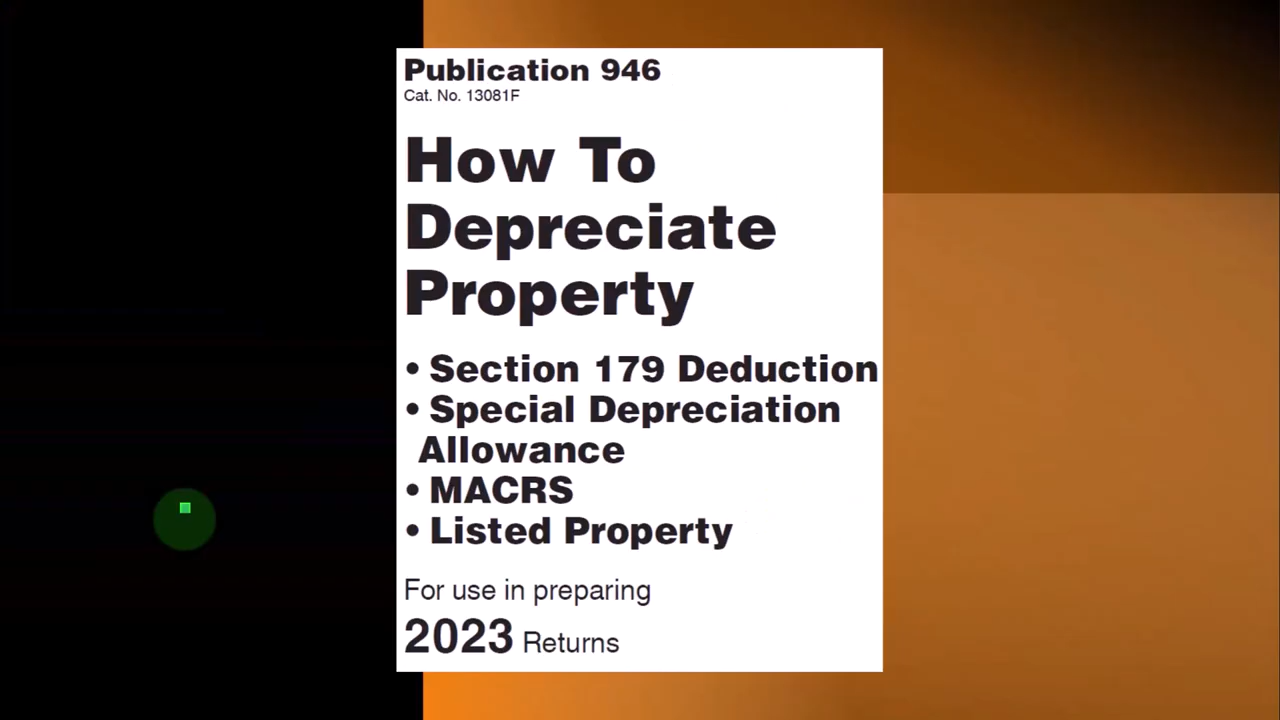 Publication 946
Cat. No. 13081F
How To
Depreciate
Property
• Section 179 Deduction
• Special Depreciation
Allowance
• MACRS
• Listed Property
For use in preparing
2023 Returns